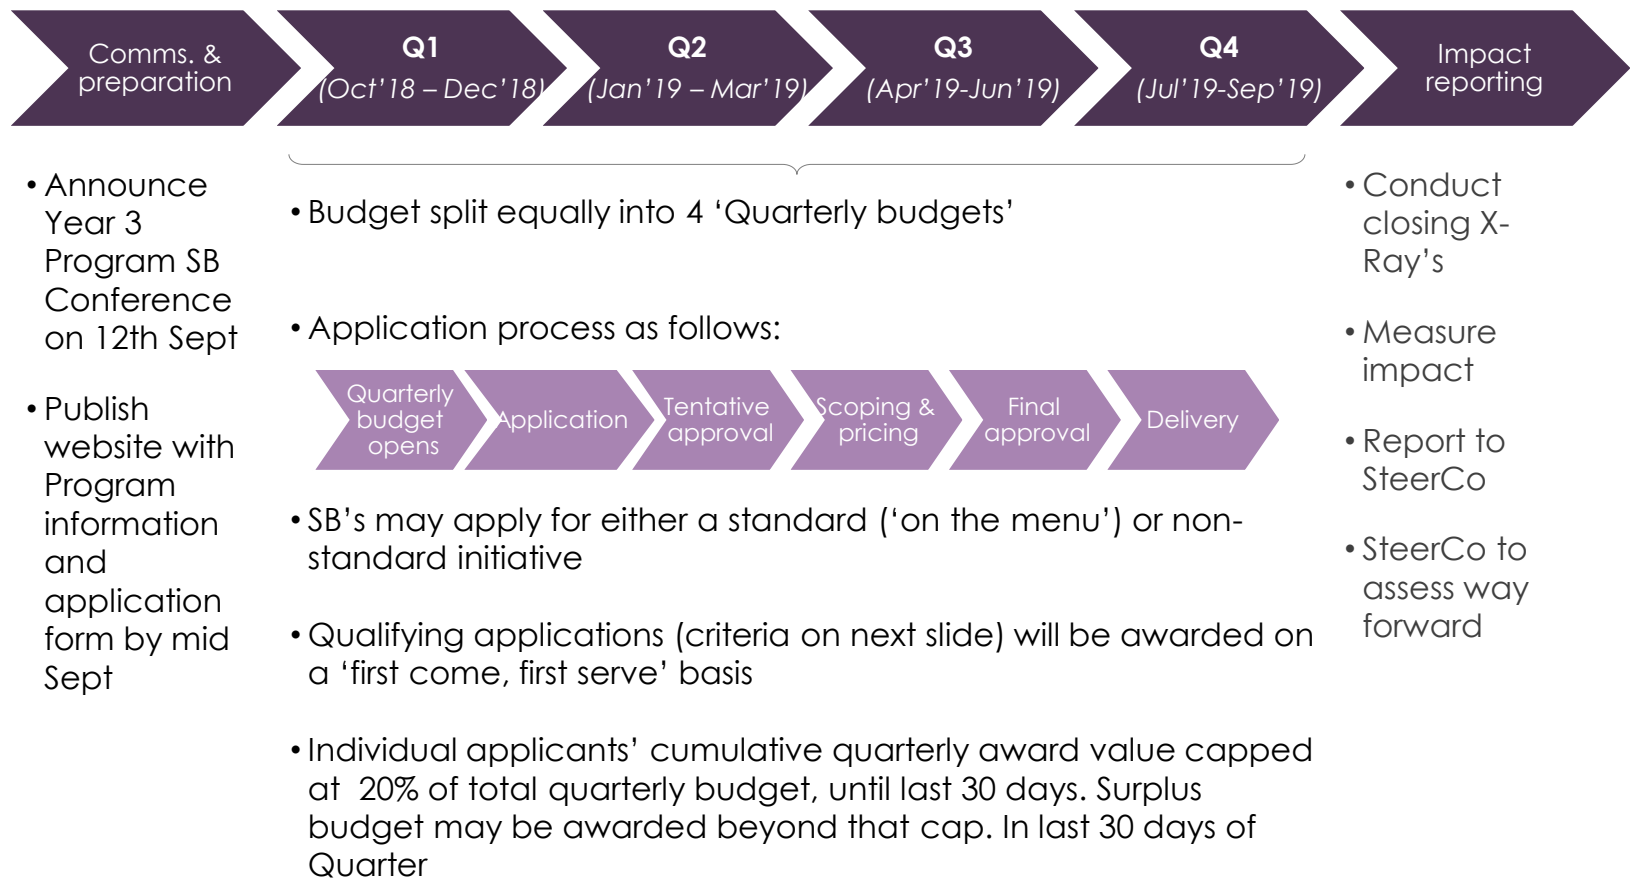 Comms. &
preparation
Q1
(Oct’18 – Dec’18)
Q2
(Jan’19 – Mar’19)
Q3
(Apr’19-Jun’19)
Q4
(Jul’19-Sep’19)
Impact
reporting
• Announce
Year 3
Program SB
Conference
on 12th Sept
• Publish
website with
Program
information
and
application
form by mid
Sept
• Budget split equally into 4 ‘Quarterly budgets’
• Application process as follows:
Quarterly
budget
opens
Application
Tentative
approval
Scoping &
pricing
Final
approval
Delivery
• SB’s may apply for either a standard (‘on the menu’) or non-
standard initiative
• Qualifying applications (criteria on next slide) will be awarded on
a ‘first come, first serve’ basis
• Individual applicants’ cumulative quarterly award value capped
at  20% of total quarterly budget, until last 30 days. Surplus
budget may be awarded beyond that cap. In last 30 days of
Quarter
• Conduct
closing X-
Ray’s
• Measure
impact
• Report to
SteerCo
• SteerCo to
assess way
forward